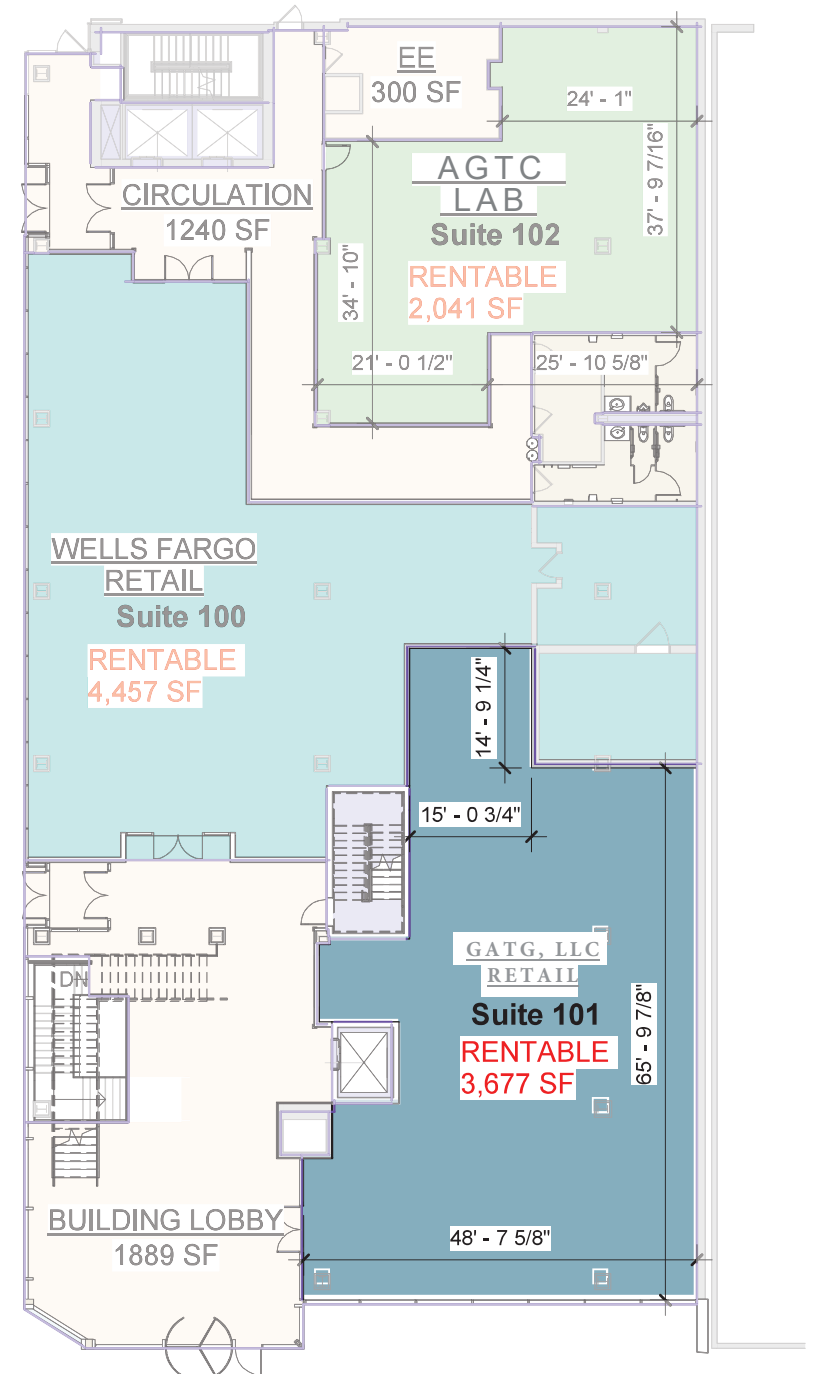 EE
300 SF
24' - 1"
37' - 9 7/16"
AGTC
LAB
Suite 102
RENTABLE
2,041 SF
CIRCULATION
1240 SF
34' - 10"
21' - 0 1/2"
25' - 10 5/8"
WELLS FARGO
RETAIL
Suite 100
RENTABLE
4,457 SF
14' - 9 1/4"
15' - 0 3/4"
GATG, LLC
RETAIL
Suite 101
RENTABLE
3,677 SF
65' - 9 7/8"
DN
BUILDING LOBBY
1889 SF
48' - 7 5/8"